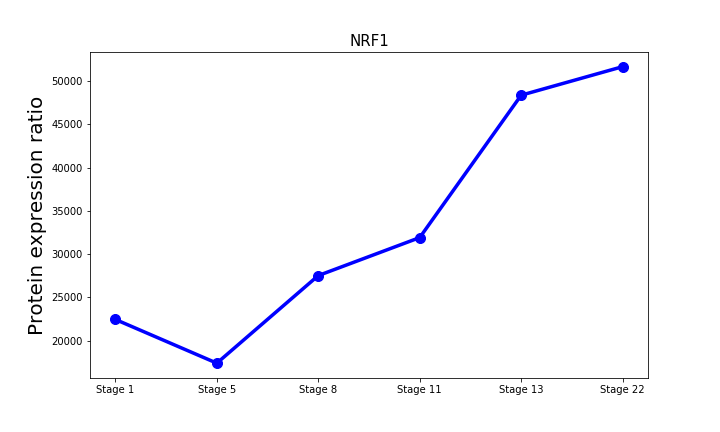 NRF1
Protein expression ratio
50000
45000
40000
35000
30000
25000
20000
Stage 1 Stage 5 Stage 8 Stage 11 Stage 13 Stage 22